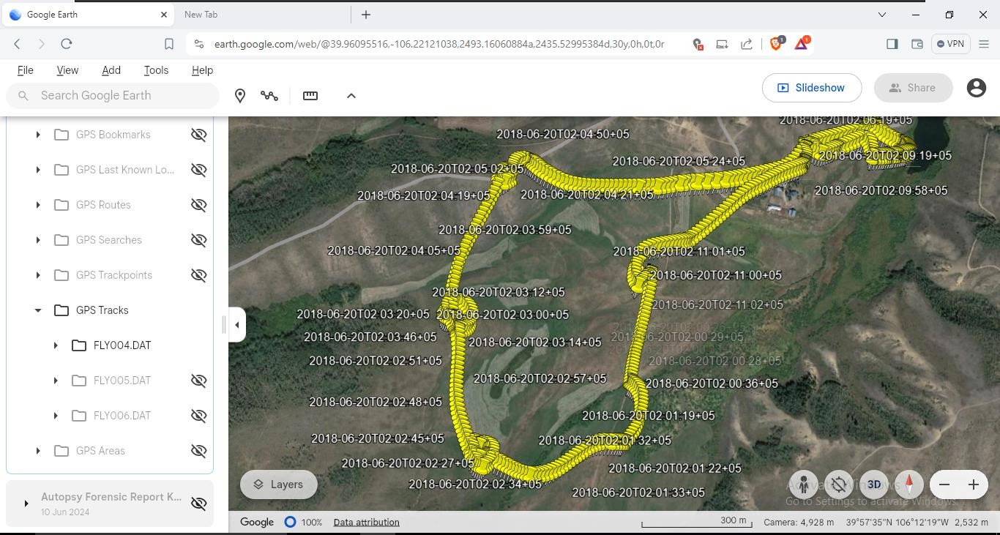 Google Earth
New Tab
earth.google.com/web/@39.96095516,-106.22121038,2493.16060884a,2435.52995384d,30y,0h,0t,0r
1
1
VPN
File View Add Tools Help
Search Google Earth
Slideshow
Share
GPS Bookmarks
GPS Last Known Lo...
GPS Routes
GPS Searches
GPS Trackpoints
GPS Tracks
FLY004.DAT
FLY005.DAT
FLY006.DAT
GPS Areas
Autopsy Forensic Report K...
10 Jun 2024
2018-06-20T02:06:19+05
2018-06-20T02:04:50+05
2018-06-20T02:09:19+05
2018-06-20T02:05:24+05
2018-06-20T02:05:02+05
2018-06-20T02:09:58+05
2018-06-20T02:04:19+05
2018-06-20T02:04:21+05
2018-06-20T02:03:59+05
2018-06-20T02:04:05+05
2018-06-20T02:11:01+05
2018-06-20T02:11:00+05
2018-06-20T02:03:12+05
2018-06-20T02:11:02+05
2018-06-20T02:03:20+05
2018-06-20T02:03:00+05
2018-06-20T02:03:46+05
2018-06-20T02:00:29+05
2018-06-20T02:03:14+05
2018-06-20T02:02:51+05
2018-06-20T02:00:28+05
2018-06-20T02:02:57+05
2018-06-20T02:00:36+05
2018-06-20T02:02:48+05
2018-06-20T02:01:19+05
2018-06-20T02:02:45+05
2018-06-20T02:01:32+05
2018-06-20T02:02:27+05
2018-06-20T02:01:22+05
2018-06-20T02:02:34+05
2018-06-20T02:01:33+05
Layers
3D
Activate Windows
Go to Settings to activate Windows.
Google
100%
Data attribution
300 m
Camera: 4,928 m
39°57'35"N 106°12'19"W
2,532 m